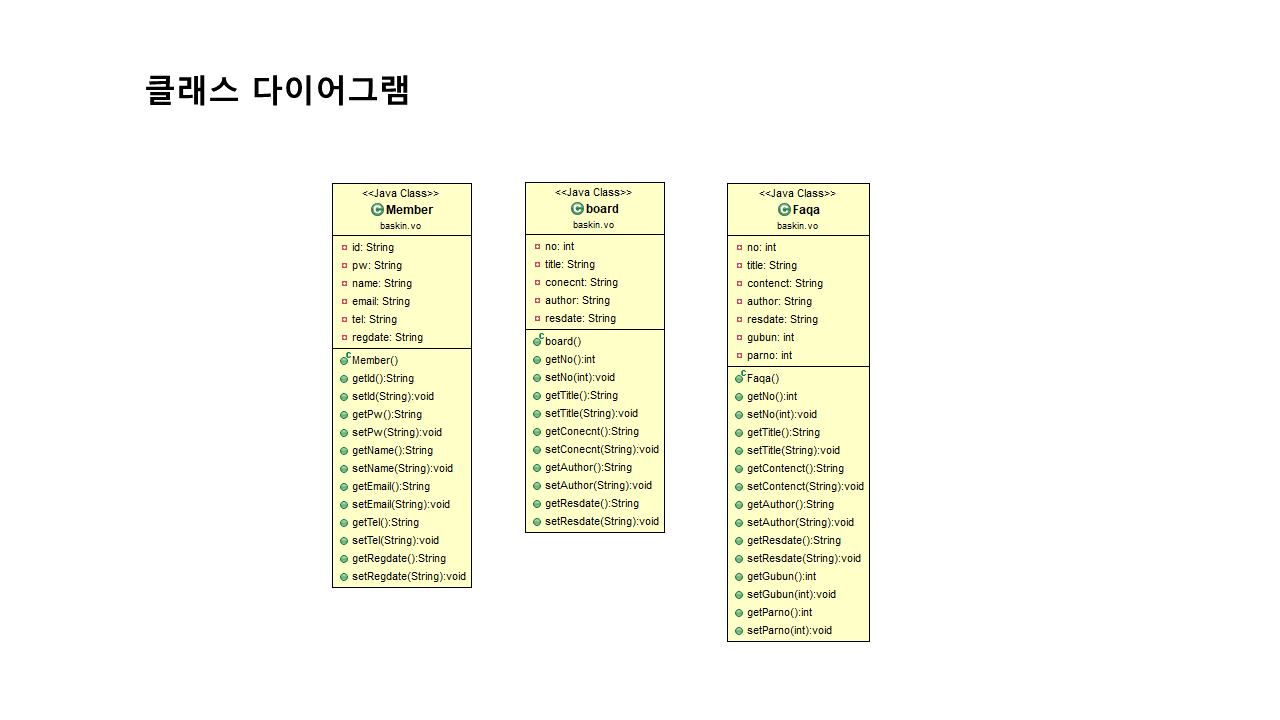 클래스 다이어그램
<<Java Class>>
Member
baskin.vo
id: String
pw: String
name: String
email: String
tel: String
regdate: String
Member()
getId():String
setId(String):void
getPw():String
setPw(String):void
getName():String
setName(String):void
getEmail():String
setEmail(String):void
getTel():String
setTel(String):void
getRegdate():String
setRegdate(String):void
<<Java Class>>
board
baskin.vo
no: int
title: String
conecnt: String
author: String
resdate: String
board()
getNo():int
setNo(int):void
getTitle():String
setTitle(String):void
getConecnt():String
setConecnt(String):void
getAuthor():String
setAuthor(String):void
getResdate():String
setResdate(String):void
<<Java Class>>
Faqa
baskin.vo
no: int
title: String
contenct: String
author: String
resdate: String
gubun: int
parno: int
Faqa()
getNo():int
setNo(int):void
getTitle():String
setTitle(String):void
getContenct():String
setContenct(String):void
getAuthor():String
setAuthor(String):void
getResdate():String
setResdate(String):void
getGubun():int
setGubun(int):void
getParno():int
setParno(int):void